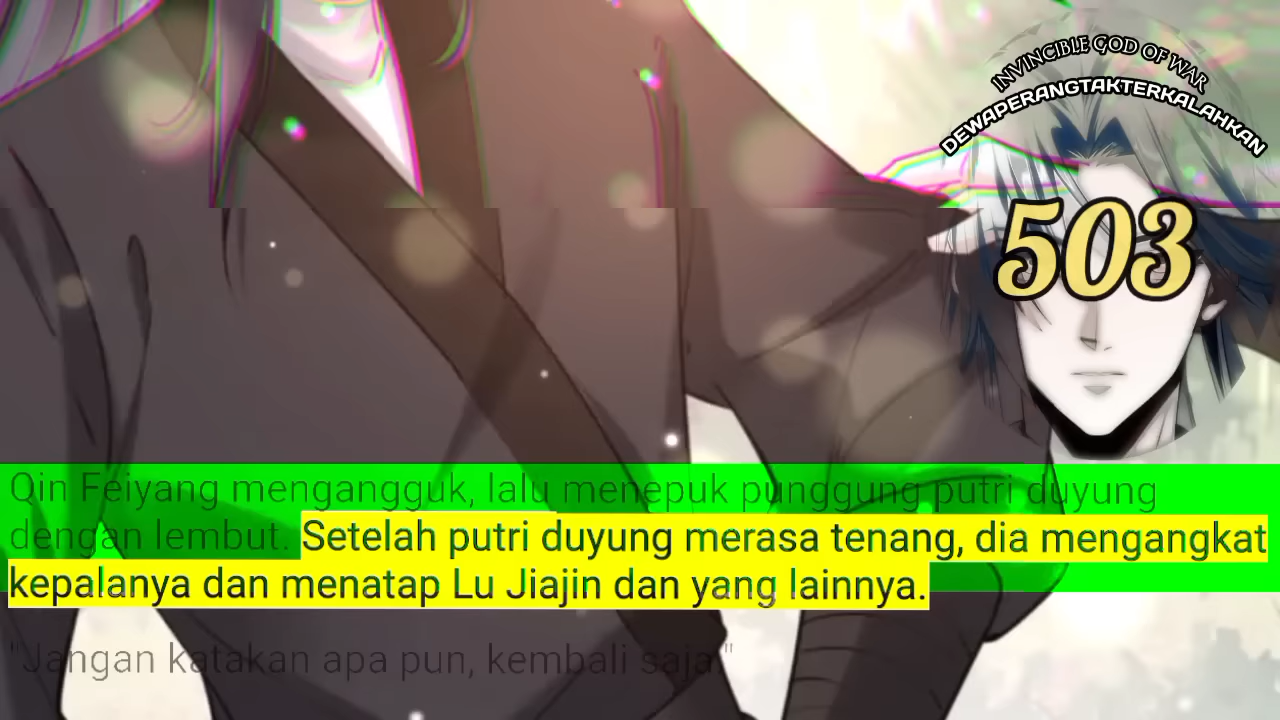 INVINCIBLE GOD OF WAR
DEWAPERANGTAKTERKALAHKAN
503
Qin Feiyang mengangguk, lalu menepuk punggung putri duyung
dengan lembut. Setelah putri duyung merasa tenang, dia mengangkat
kepalanya dan menatap Lu Jiajin dan yang lainnya.
"Jangan katakan apa pun, kembali saja."